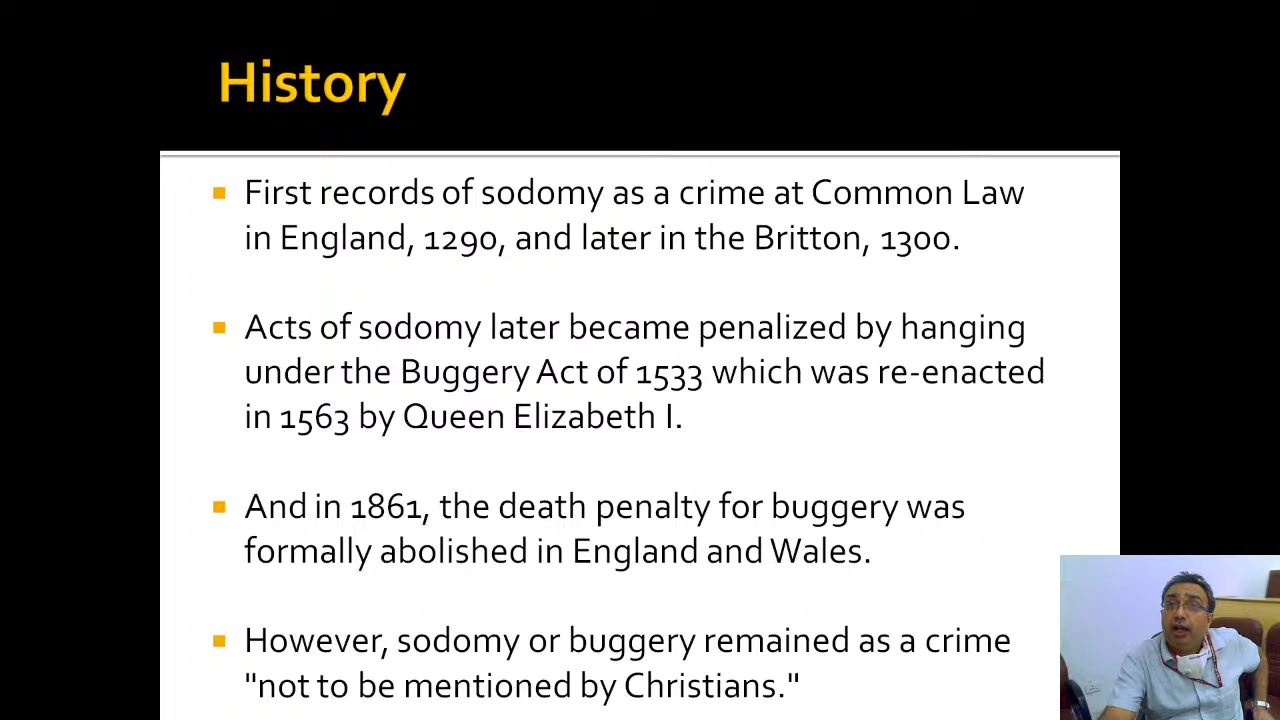 History
First records of sodomy as a crime at Common Law
in England, 1290, and later in the Britton, 1300.
Acts of sodomy later became penalized by hanging
under the Buggery Act of 1533 which was re-enacted
in 1563 by Queen Elizabeth I.
And in 1861, the death penalty for buggery was
formally abolished in England and Wales.
However, sodomy or buggery remained as a crime
"not to be mentioned by Christians."